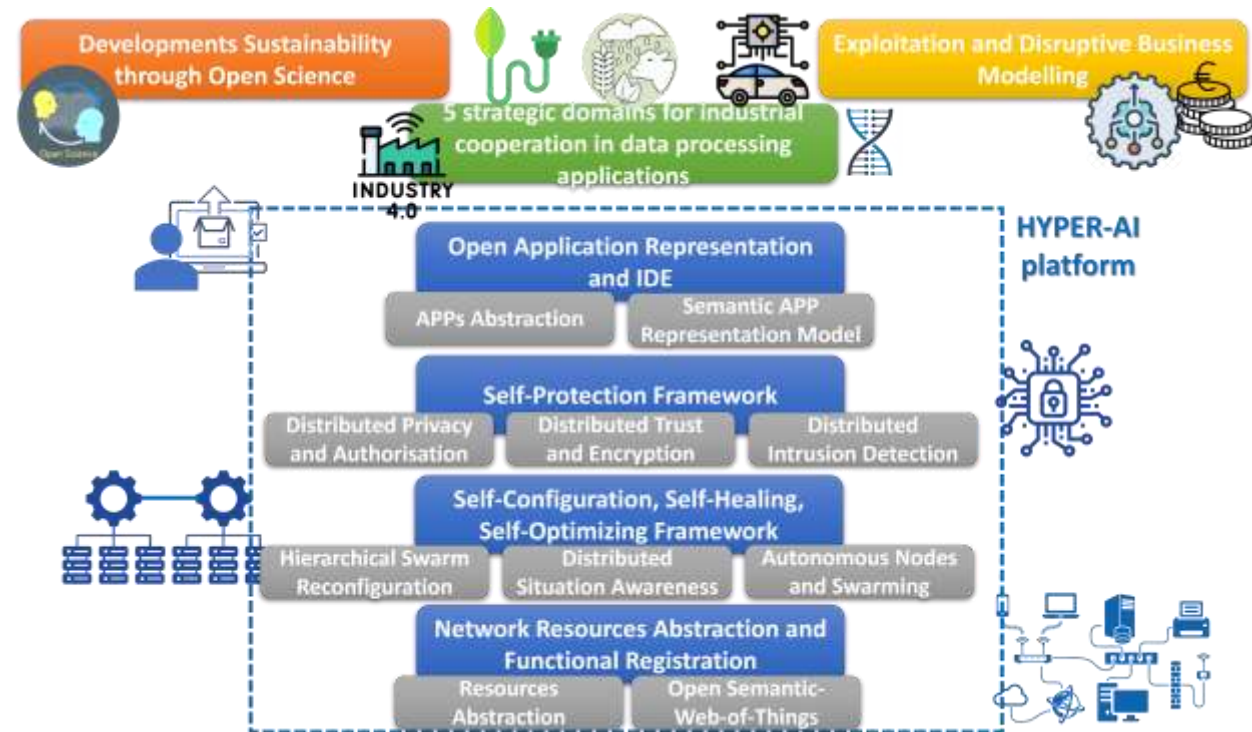 Developments Sustainability
through Open Science
Open Science
Exploitation and Disruptive Business
Modelling
5 strategic domains for industrial
cooperation in data processing
applications
INDUSTRY
4.0
HYPER-AI
platform
Open Application Representation
and IDE
APPs Abstraction
Semantic APP
Representation Model
Self-Protection Framework
Distributed Privacy
and Authorisation
Distributed Trust
and Encryption
Distributed
Intrusion Detection
Self-Configuration, Self-Healing,
Self-Optimizing Framework
Hierarchical Swarm
Reconfiguration
Distributed
Situation Awareness
Autonomous Nodes
and Swarming
Network Resources Abstraction and
Functional Registration
Resources
Abstraction
Open Semantic-
Web-of-Things